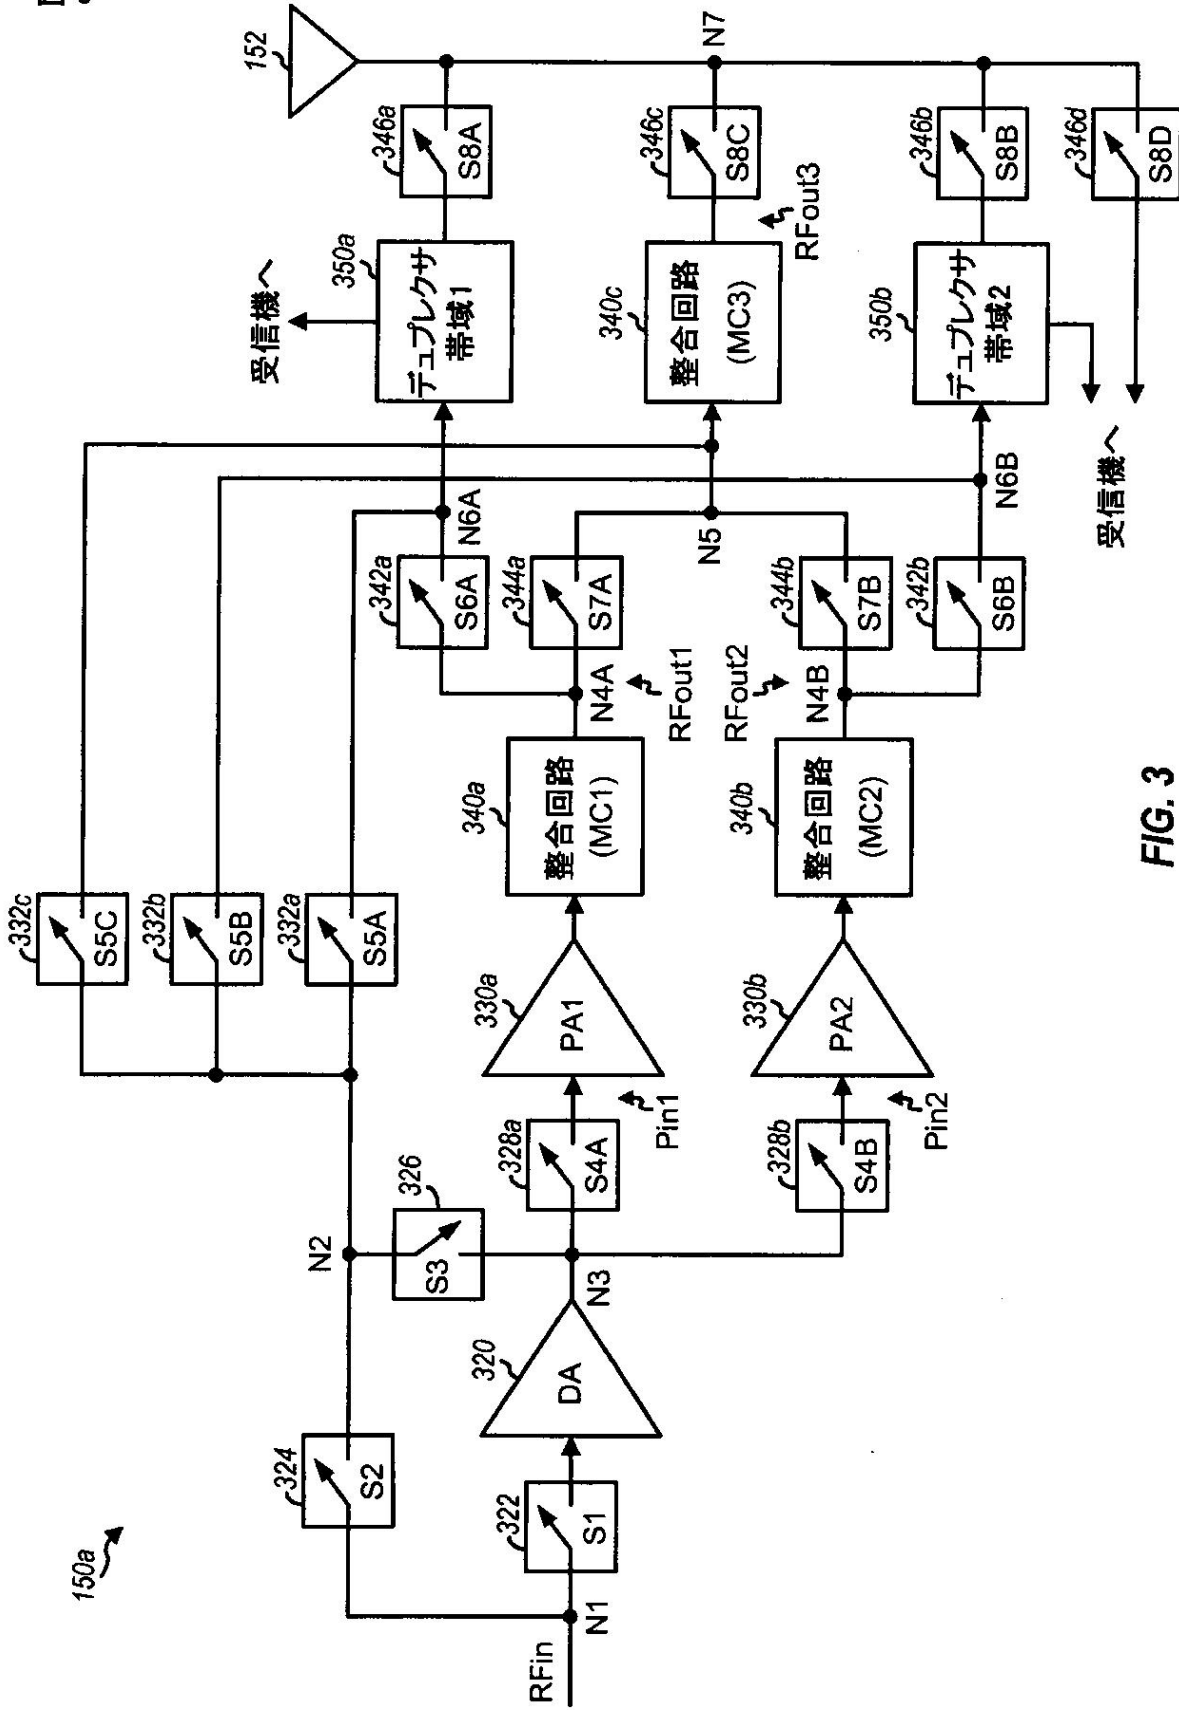 150a
RFin
N1
322
S1
324
S2
320
DA
N3
N2
326
S3
328a
S4A
Pin1
328b
S4B
Pin2
330a
PA1
330b
PA2
332c
S5C
332b
S5B
332a
S5A
340a
整合回路
(MC1)
340b
整合回路
(MC2)
N4A
RFout1
RFout2
N4B
342a
S6A
N6A
344a
S7A
N5
344b
S7B
342b
S6B
N6B
受信機へ
350a
デュプレクサ
帯域1
340c
整合回路
(MC3)
RFout3
350b
デュプレクサ
帯域2
受信機へ
346a
S8A
346c
S8C
346b
S8B
346d
S8D
152
N7
FIG. 3